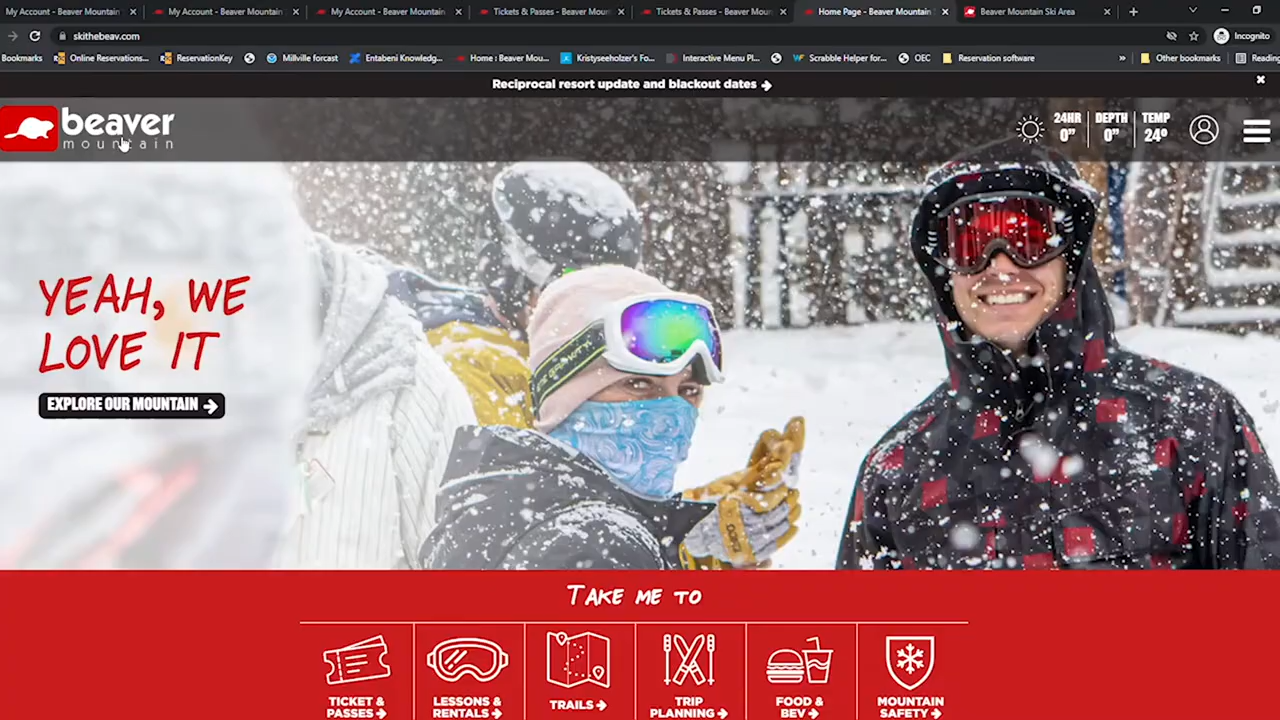 My Account - Beaver Mountain
My Account - Beaver Mountain
My Account - Beaver Mountain
Tickets & Passes - Beaver Moun
Tickets & Passes - Beaver Moun
Home Page - Beaver Mountain
Beaver Mountain Ski Area
skithebeav.com
Incognito
Bookmarks
Online Reservations...
ReservationKey
Millville forcast
Entabeni Knowledg...
Home : Beaver Mou...
Kristyseeholzer's Fo...
Interactive Menu Pl...
Scrabble Helper for...
OEC
Reservation software
»
Other bookmarks
Reading
Reciprocal resort update and blackout dates
beaver
mountain
24HR
0"
DEPTH
0"
TEMP
24°
YEAH, WE
LOVE IT
EXPLORE OUR MOUNTAIN
TAKE ME TO
TICKET &
PASSES
LESSONS &
RENTALS
TRAILS
TRIP
PLANNING
FOOD &
BEV
MOUNTAIN
SAFETY